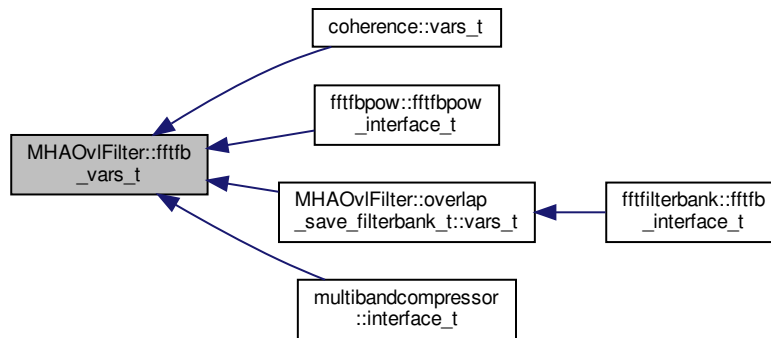 coherence::vars_t
fftfbpow::fftfbpow
_interface_t
MHAOvlFilter::fftfb
_vars_t
MHAOvlFilter::overlap
_save_filterbank_t::vars_t
fftfilterbank::fftfb
_interface_t
multibandcompressor
::interface_t